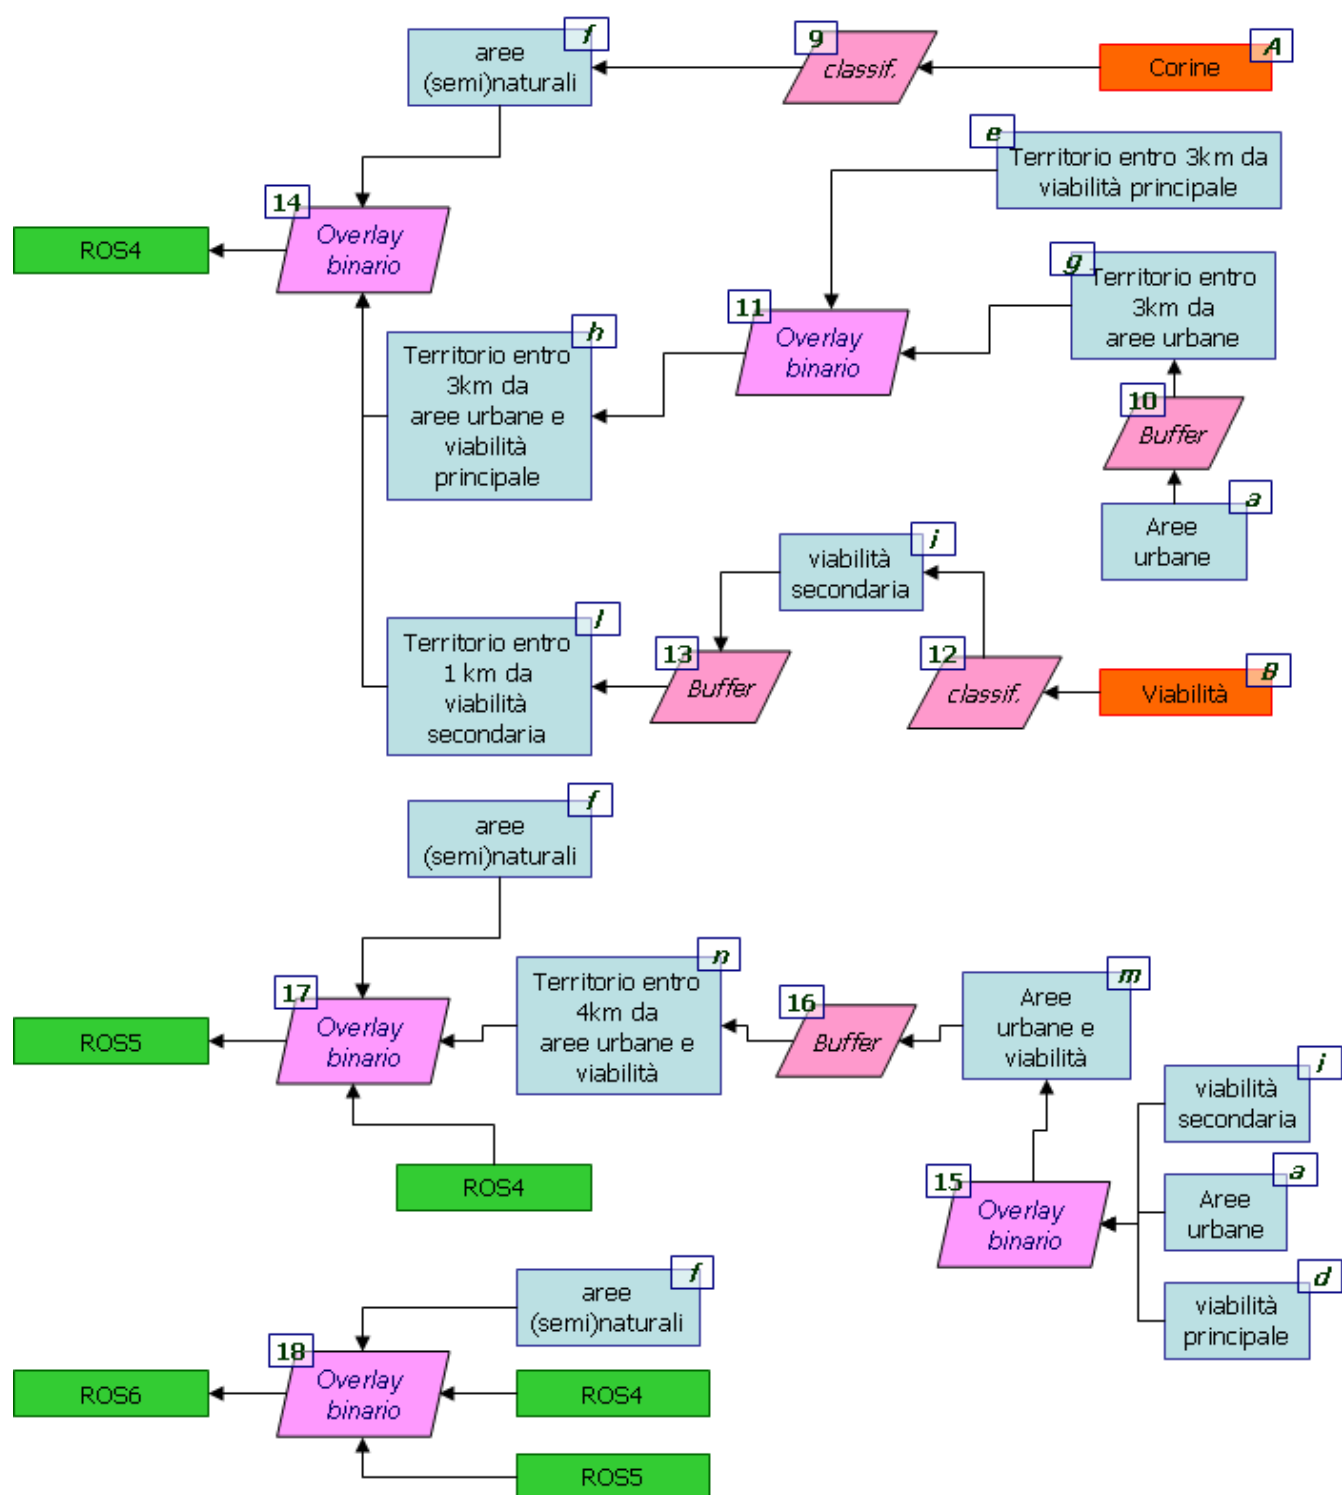 f
aree
(semi)naturali
9
classif.
A
Corine
e
Territorio entro 3km da
viabilità principale
14
Overlay
binario
ROS4
g
Territorio entro
3km da
aree urbane
11
Overlay
binario
h
Territorio entro
3km da
aree urbane e
viabilità
principale
10
Buffer
a
Aree
urbane
i
viabilità
secondaria
l
Territorio entro
1 km da
viabilità
secondaria
13
Buffer
12
classif.
B
Viabilità
f
aree
(semi)naturali
n
Territorio entro
4km da
aree urbane e
viabilità
17
Overlay
binario
ROS5
16
Buffer
m
Aree
urbane e
viabilità
i
viabilità
secondaria
ROS4
15
Overlay
binario
a
Aree
urbane
d
viabilità
principale
f
aree
(semi)naturali
18
Overlay
binario
ROS6
ROS4
ROS5